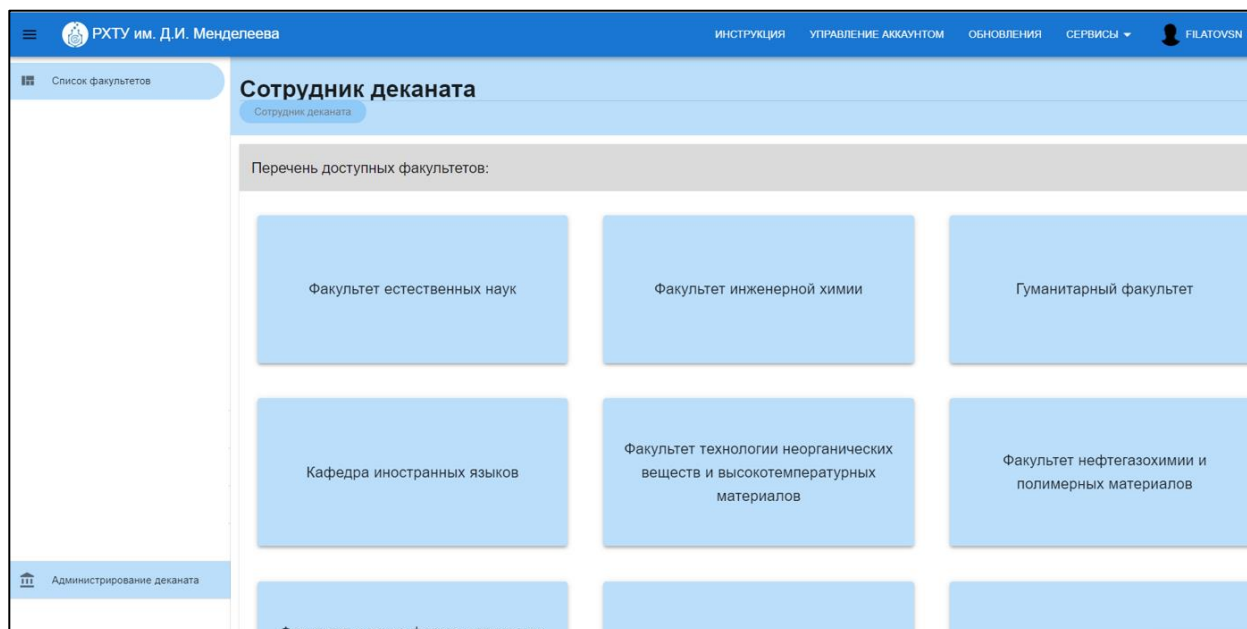 РХТУ им. Д.И. Менделеева
ИНСТРУКЦИЯ
УПРАВЛЕНИЕ АККАУНТОМ
ОБНОВЛЕНИЯ
СЕРВИСЫ
FILATOVSN
Список факультетов
Сотрудник деканата
Сотрудник деканата
Перечень доступных факультетов:
Факультет естественных наук
Факультет инженерной химии
Гуманитарный факультет
Кафедра иностранных языков
Факультет технологии неорганических
веществ и высокотемпературных
материалов
Факультет нефтегазохимии и
полимерных материалов
Администрирование деканата